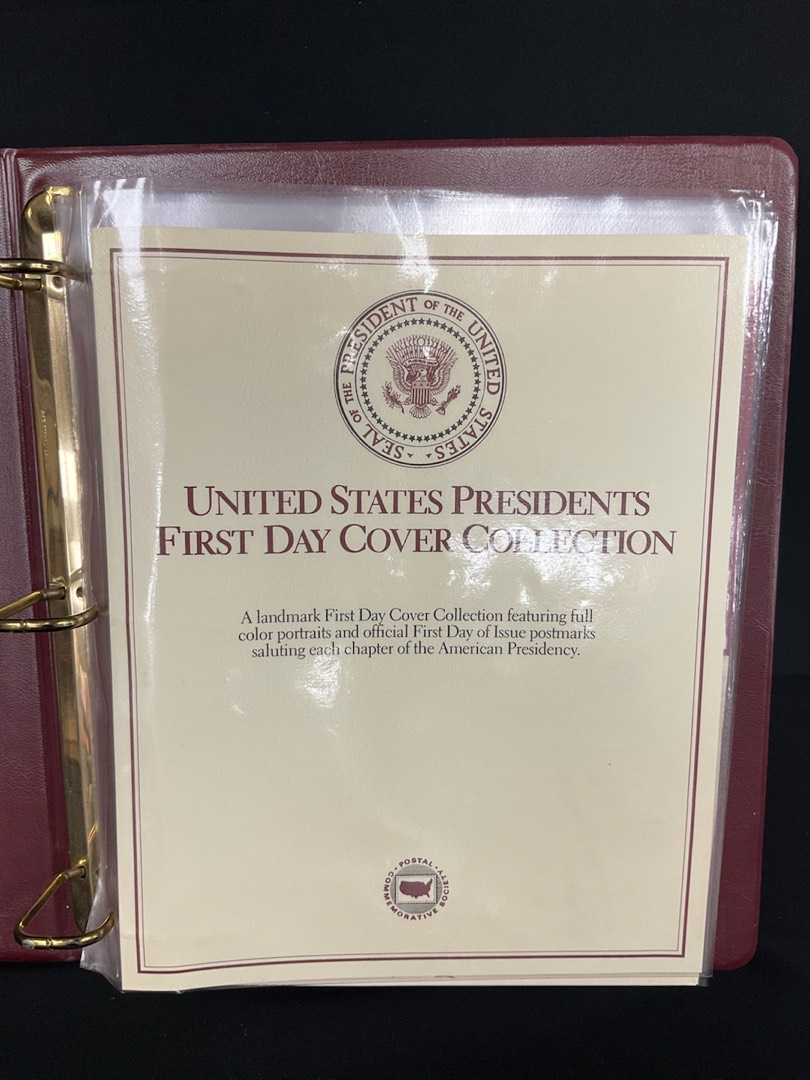 SEAL OF THE PRESIDENT OF THE UNITED STATES
UNITED STATES PRESIDENTS
FIRST DAY COVER COLLECTION
A landmark First Day Cover Collection featuring full
color portraits and official First Day of Issue postmarks
saluting each chapter of the American Presidency.
POSTAL
COMMEMORATIVE SOCIETY